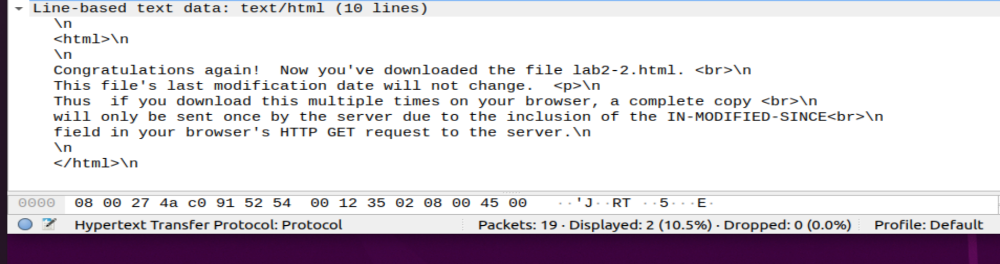 Line-based text data: text/html (10 lines)
\n
<html>\n
\n
Congratulations again!  Now you've downloaded the file lab2-2.html. <br>\n
This file's last modification date will not change.  <p>\n
Thus  if you download this multiple times on your browser, a complete copy <br>\n
will only be sent once by the server due to the inclusion of the IN-MODIFIED-SINCE<br>\n
field in your browser's HTTP GET request to the server.\n
\n
</html>\n
0000 08 00 27 4a c0 91 52 54  00 12 35 02 08 00 45 00 ··'J··RT ··5···E·
Hypertext Transfer Protocol: Protocol Packets: 19 · Displayed: 2 (10.5%) · Dropped: 0 (0.0%) Profile: Default